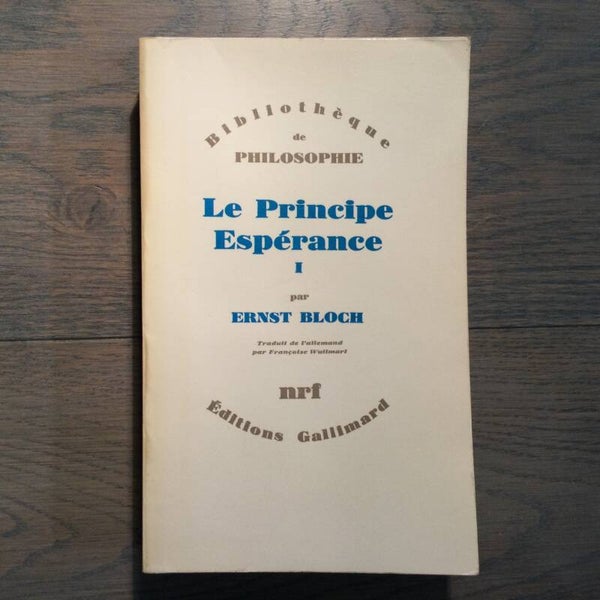 Bibliothèque
de
PHILOSOPHIE
Le Principe
Espérance
I
par
ERNST BLOCH
Traduit de l'allemand
par Françoise Wuilmart
nrf
Éditions Gallimard